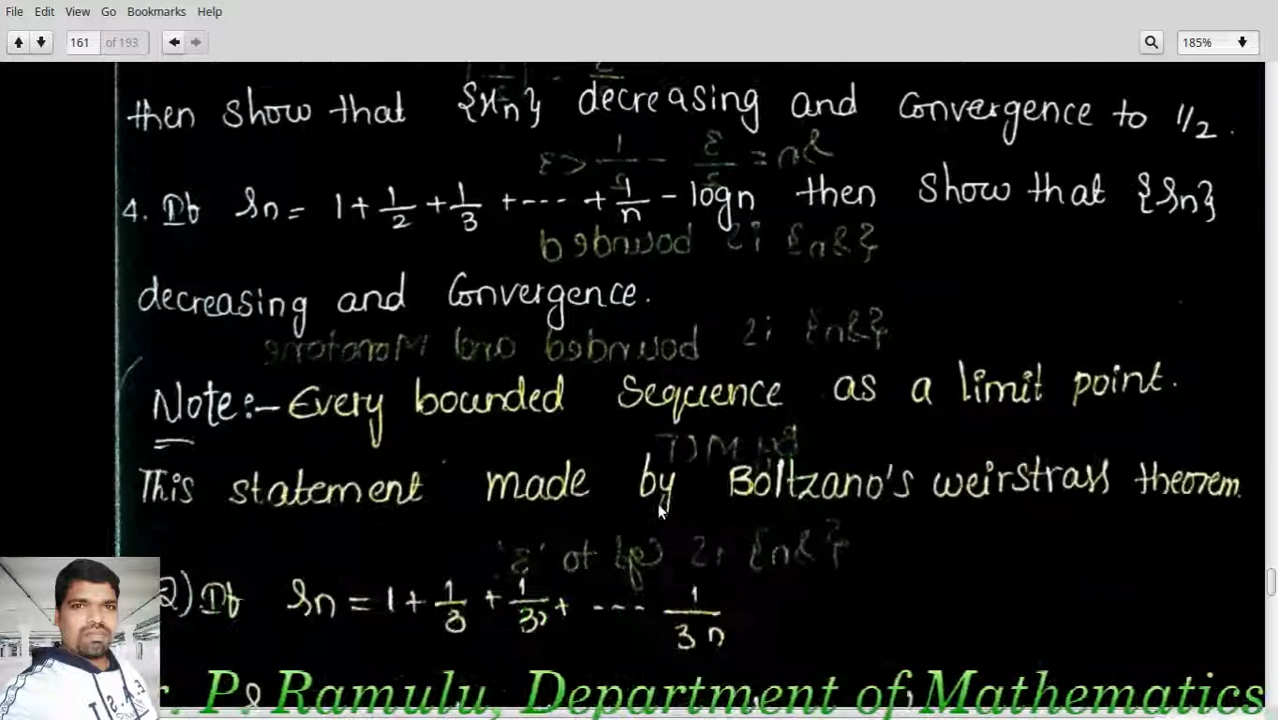 File Edit View Go Bookmarks Help
161 of 193 185%
then show that {xn} decreasing and Convergence to 1/2.
4. If Sn = 1 + 1/2 + 1/3 + ... + 1/n - logn then show that {Sn}
decreasing and Convergence.
Note:- Every bounded Sequence as a limit point.
This statement made by Boltzano's weirstrass theorem.
2) If Sn = 1 + 1/3 + 1/3² + ... 1/3n
r. P. Ramulu, Department of Mathematics